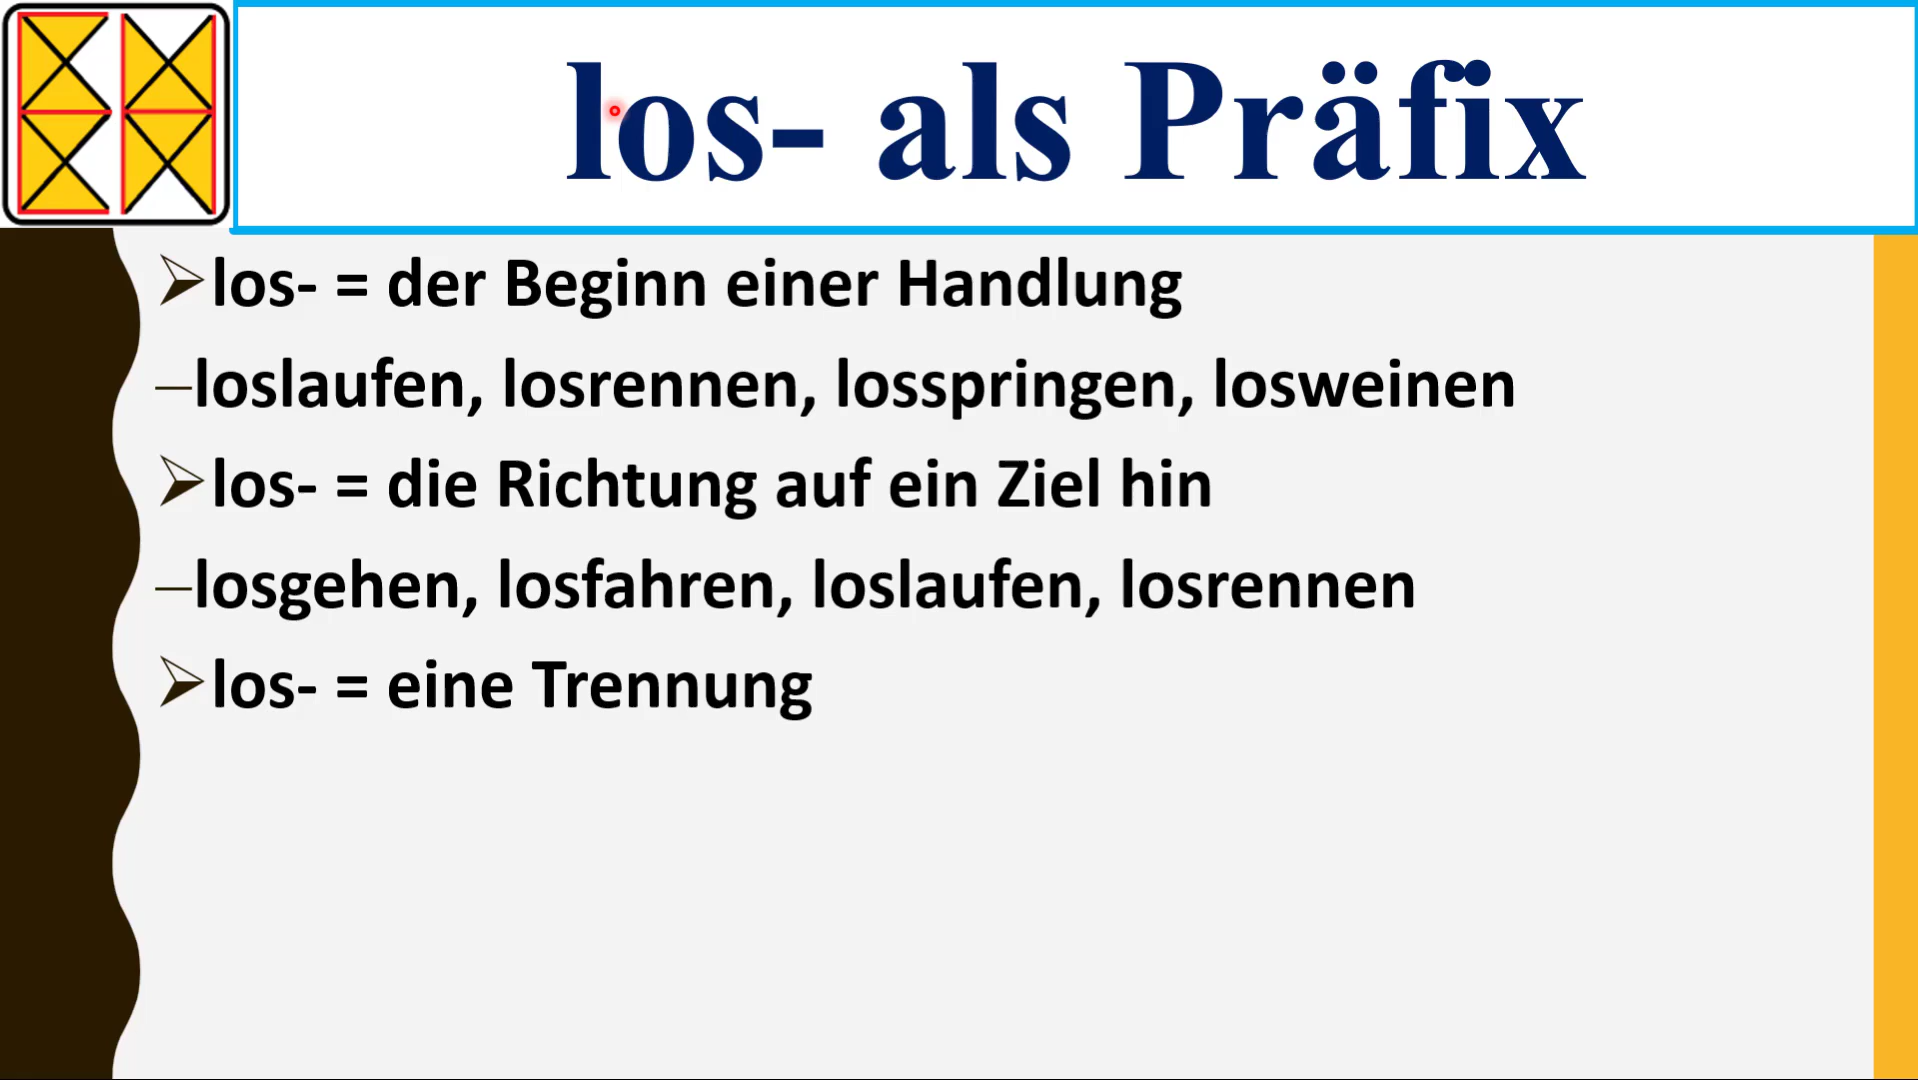 los- als Präfix
los- = der Beginn einer Handlung
–loslaufen, losrennen, losspringen, losweinen
los- = die Richtung auf ein Ziel hin
–losgehen, losfahren, loslaufen, losrennen
los- = eine Trennung